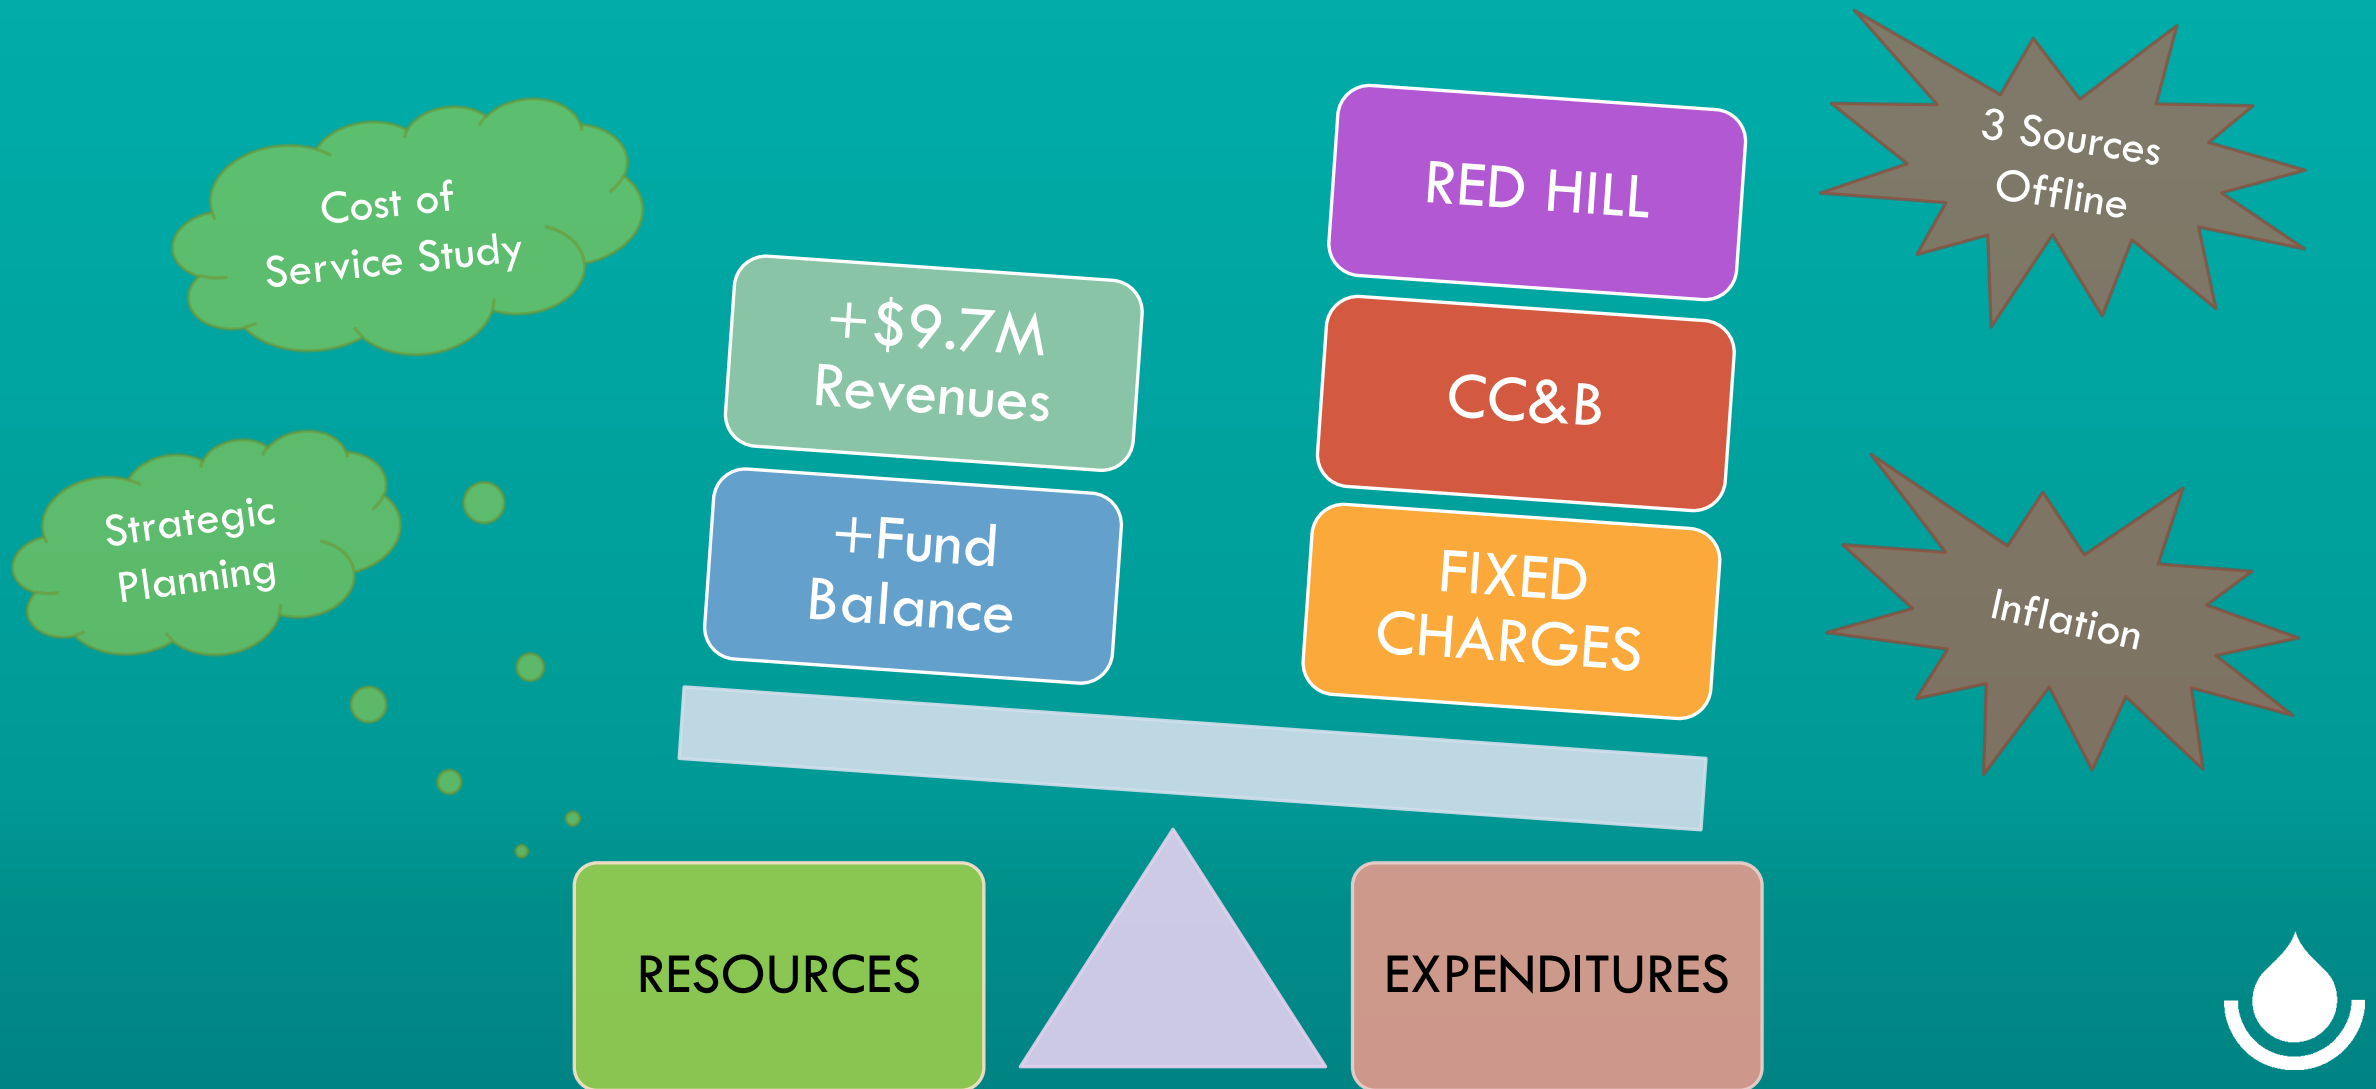 Cost of
Service Study
Strategic
Planning
+$9.7M
Revenues
+Fund
Balance
RED HILL
CC&B
FIXED
CHARGES
3 Sources
Offline
Inflation
RESOURCES
EXPENDITURES